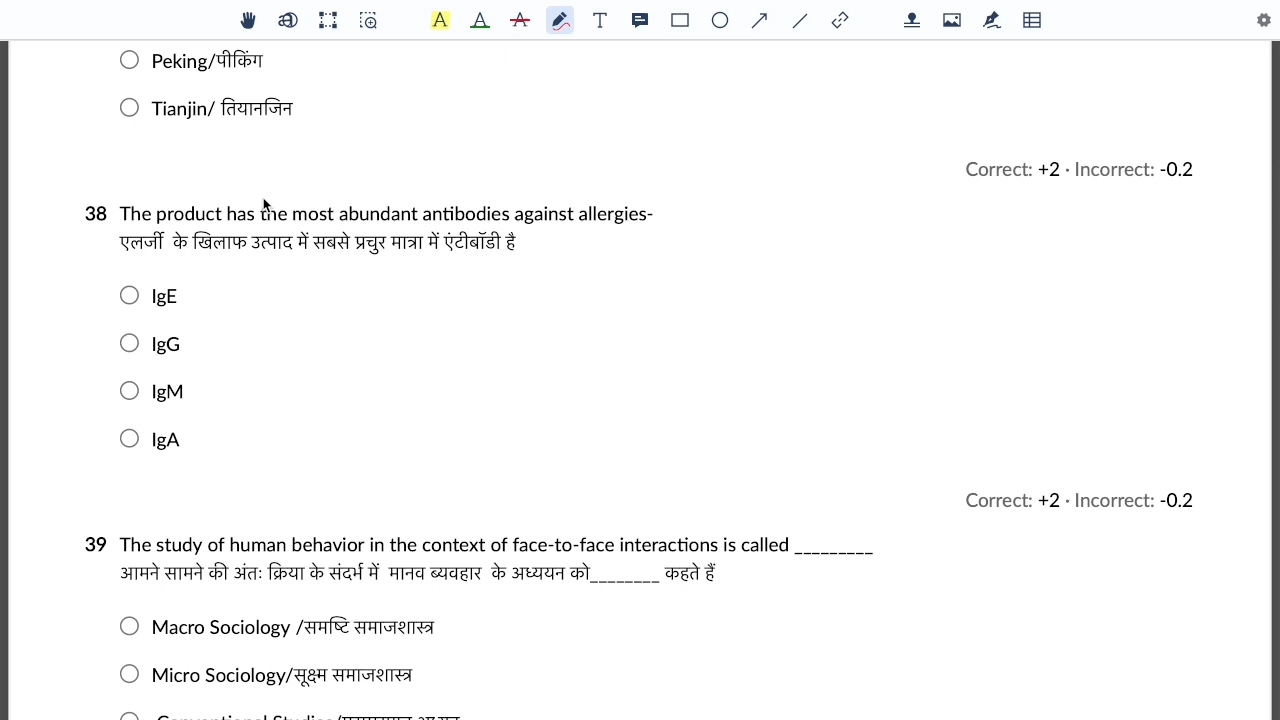 Peking/पीकिंग
Tianjin/ तियानजिन
Correct: +2 · Incorrect: -0.2
38 The product has the most abundant antibodies against allergies-
एलर्जी के खिलाफ उत्पाद में सबसे प्रचुर मात्रा में एंटीबॉडी है
IgE
IgG
IgM
IgA
Correct: +2 · Incorrect: -0.2
39 The study of human behavior in the context of face-to-face interactions is called _________
आमने सामने की अंतः क्रिया के संदर्भ में मानव ब्यवहार के अध्ययन को________ कहते हैं
Macro Sociology /समष्टि समाजशास्त्र
Micro Sociology/सूक्ष्म समाजशास्त्र
Conventional Studies/